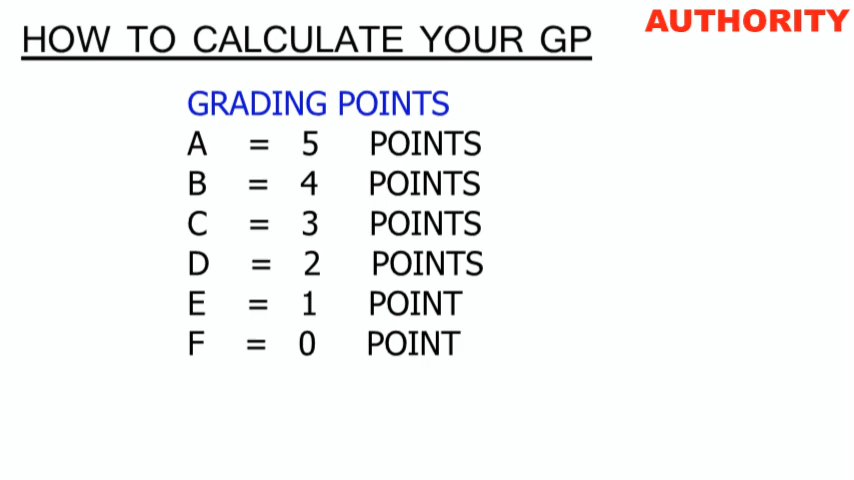 HOW TO CALCULATE YOUR GP
AUTHORITY
GRADING POINTS
A = 5 POINTS
B = 4 POINTS
C = 3 POINTS
D = 2 POINTS
E = 1 POINT
F = 0 POINT